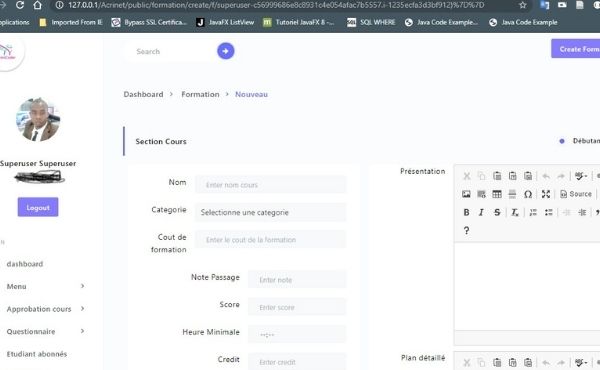 127.0.0.1/Acrinet/public/formation/create/f/superuser-c56999686e8c8931c4e054afac7b5557.i-1235ecfa3d3bf912)%7D%7D
plications Imported From IE Bypass SSL Certifica... JavaFX ListView Tutoriel JavaFX 8 -... SQL WHERE Java Code Example... Java Code Example...
Search
Create Form
Dashboard > Formation > Nouveau
Section Cours
Débutan
Superuser Superuser
Logout
N
dashboard
Menu
Approbation cours
Questionnaire
Etudiant abonnés
Nom
Enter nom cours
Categorie
Selectionne une categorie
Cout de
formation
Enter le cout de la formation
Note Passage
Enter note
Score
Enter score
Heure Minimale
--:--
Credit
Enter credit
Présentation
Source
B I S
?
Plan détaillé